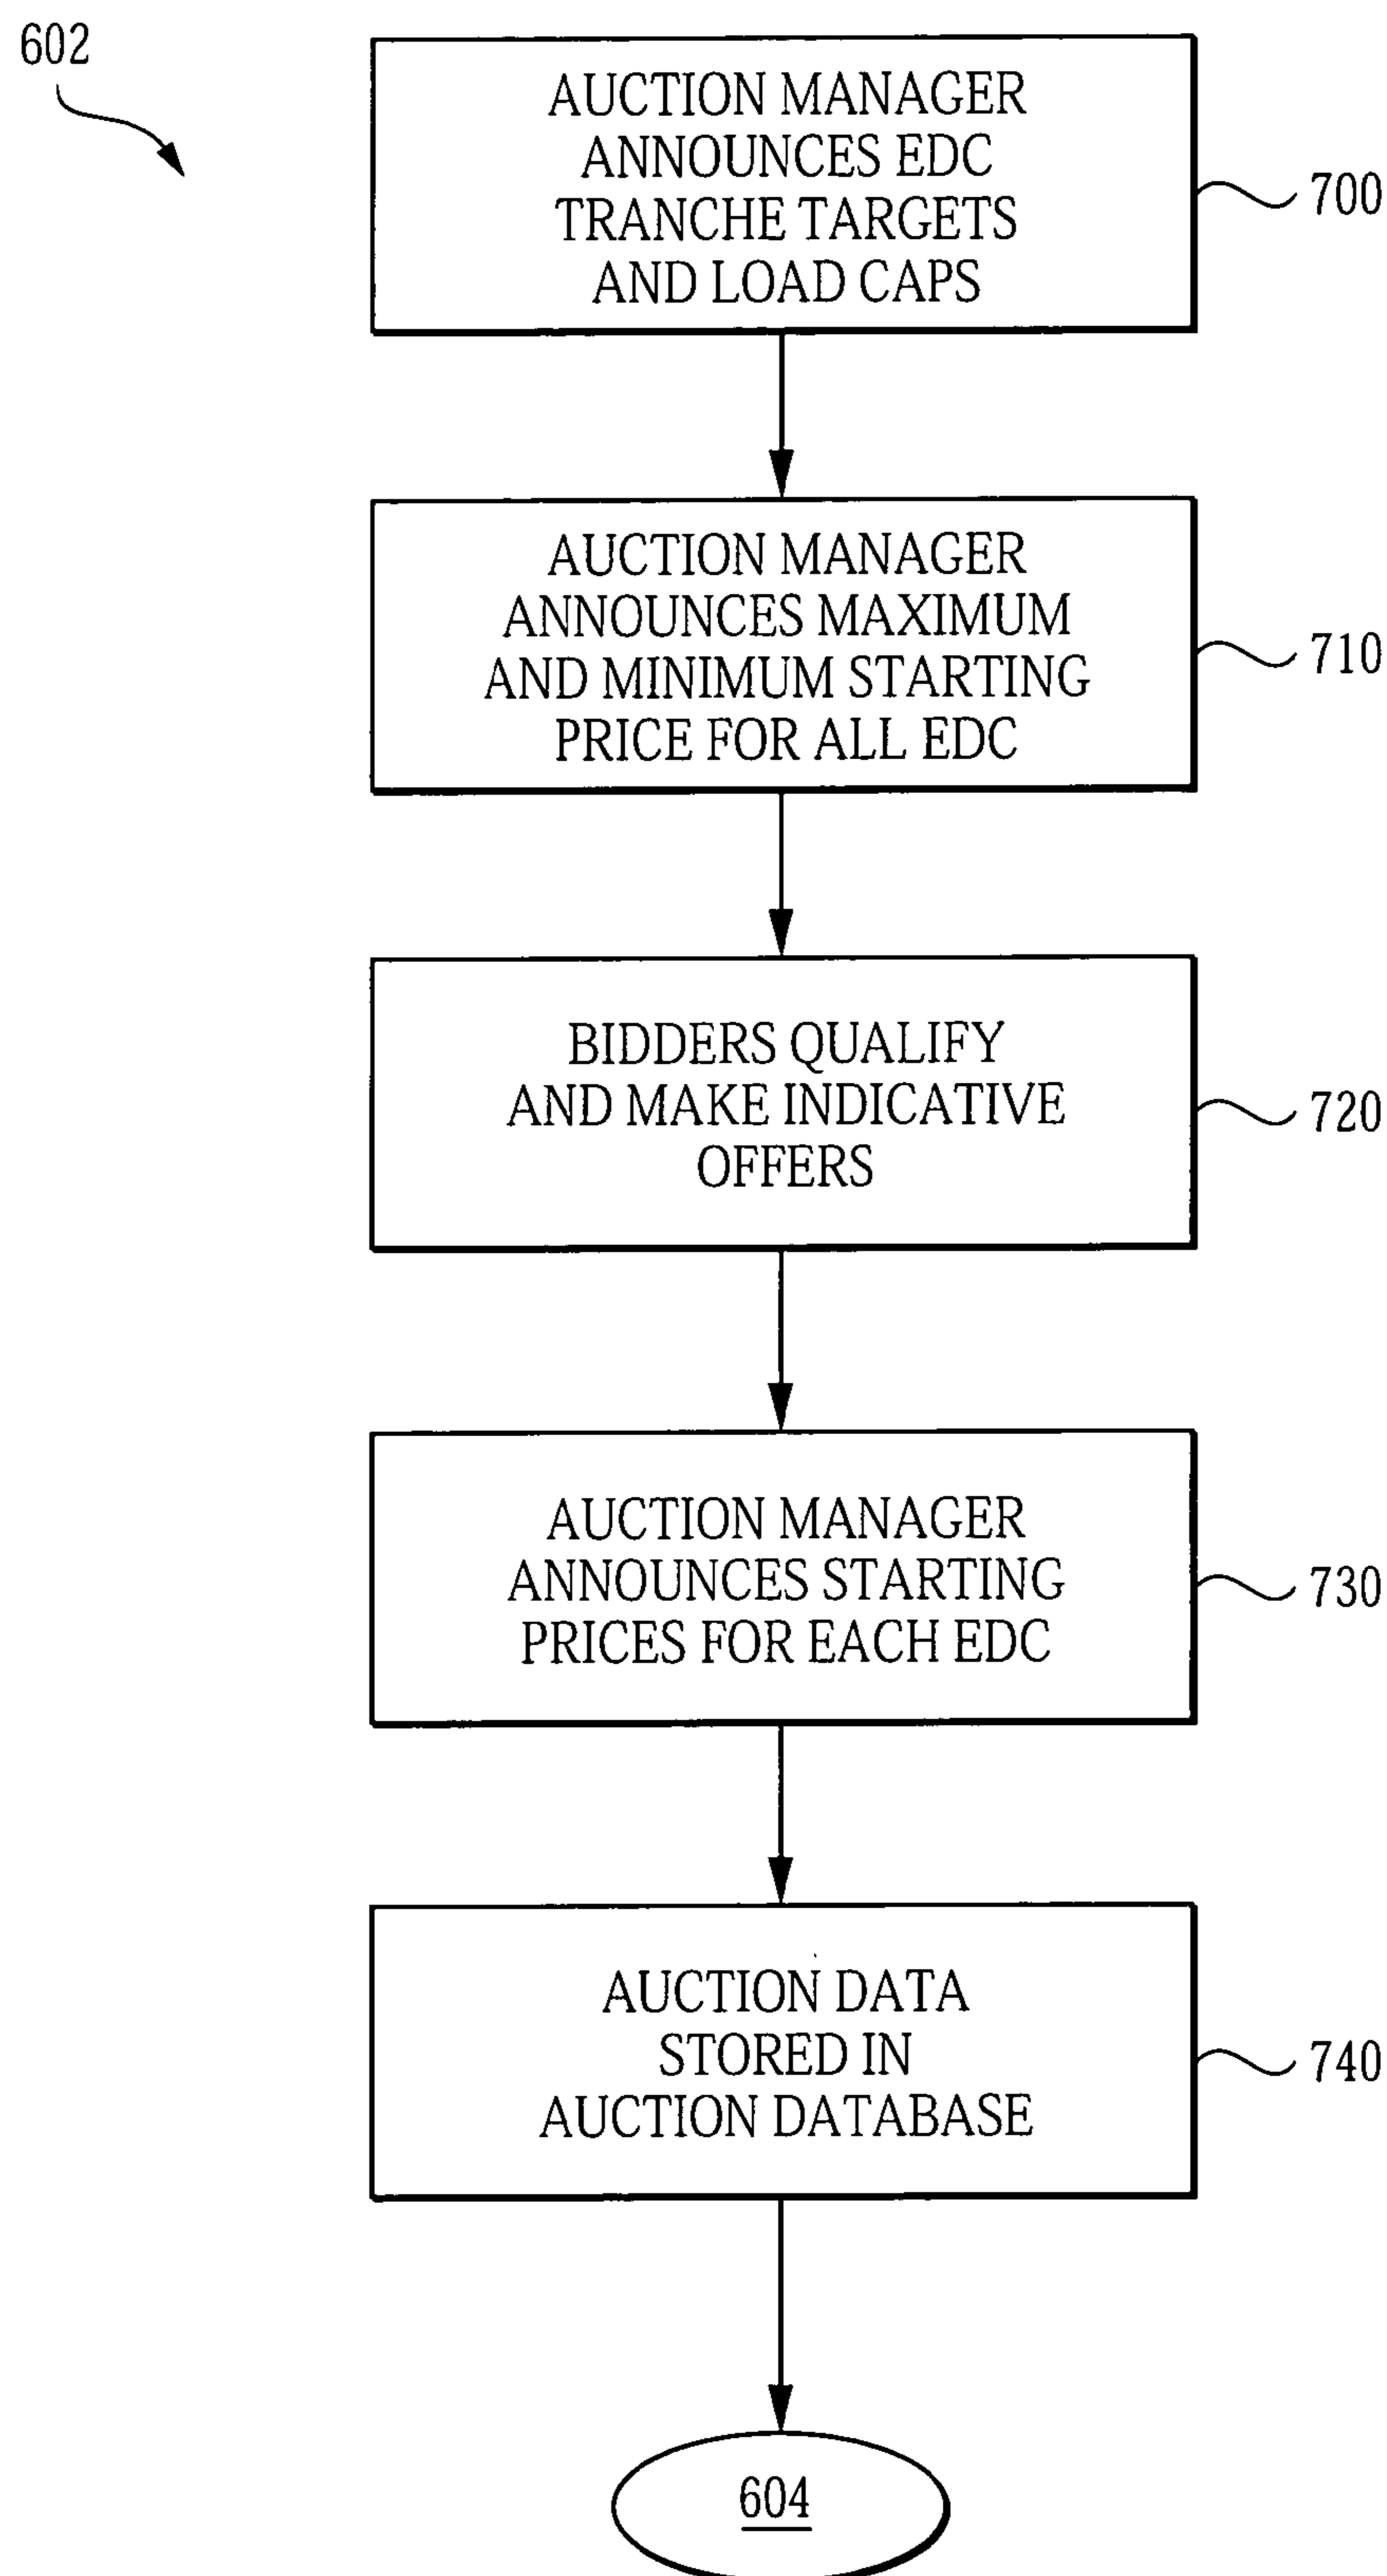 602
AUCTION MANAGER
ANNOUNCES EDC
TRANCHE TARGETS
AND LOAD CAPS
700
AUCTION MANAGER
ANNOUNCES MAXIMUM
AND MINIMUM STARTING
PRICE FOR ALL EDC
710
BIDDERS QUALIFY
AND MAKE INDICATIVE
OFFERS
720
AUCTION MANAGER
ANNOUNCES STARTING
PRICES FOR EACH EDC
730
AUCTION DATA
STORED IN
AUCTION DATABASE
740
604